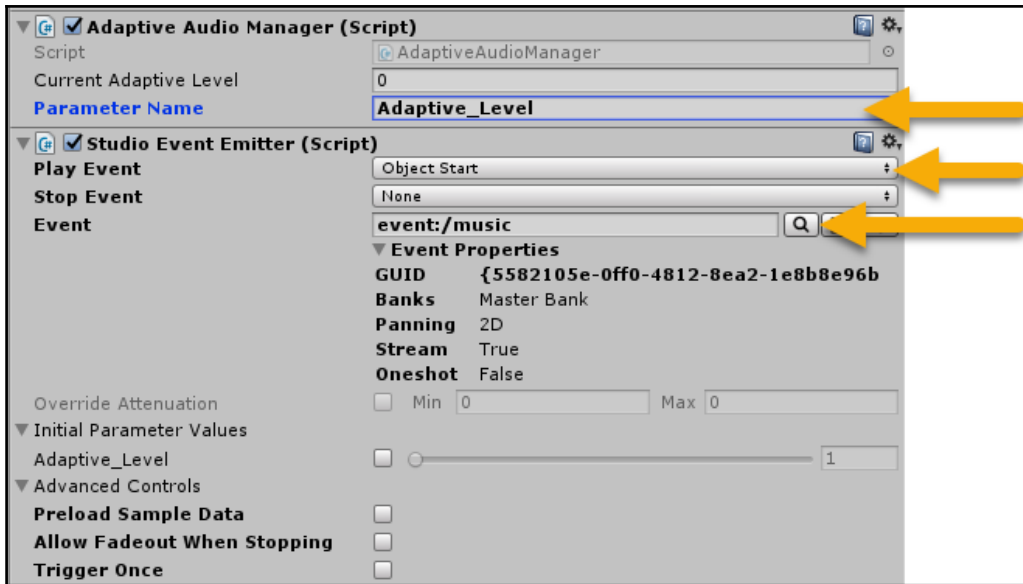 Adaptive Audio Manager (Script)
Script AdaptiveAudioManager
Current Adaptive Level 0
Parameter Name Adaptive_Level
Studio Event Emitter (Script)
Play Event Object Start
Stop Event None
Event event:/music
Event Properties
GUID {5582105e-0ff0-4812-8ea2-1e8b8e96b
Banks Master Bank
Panning 2D
Stream True
Oneshot False
Override Attenuation Min 0 Max 0
Initial Parameter Values
Adaptive_Level 1
Advanced Controls
Preload Sample Data
Allow Fadeout When Stopping
Trigger Once